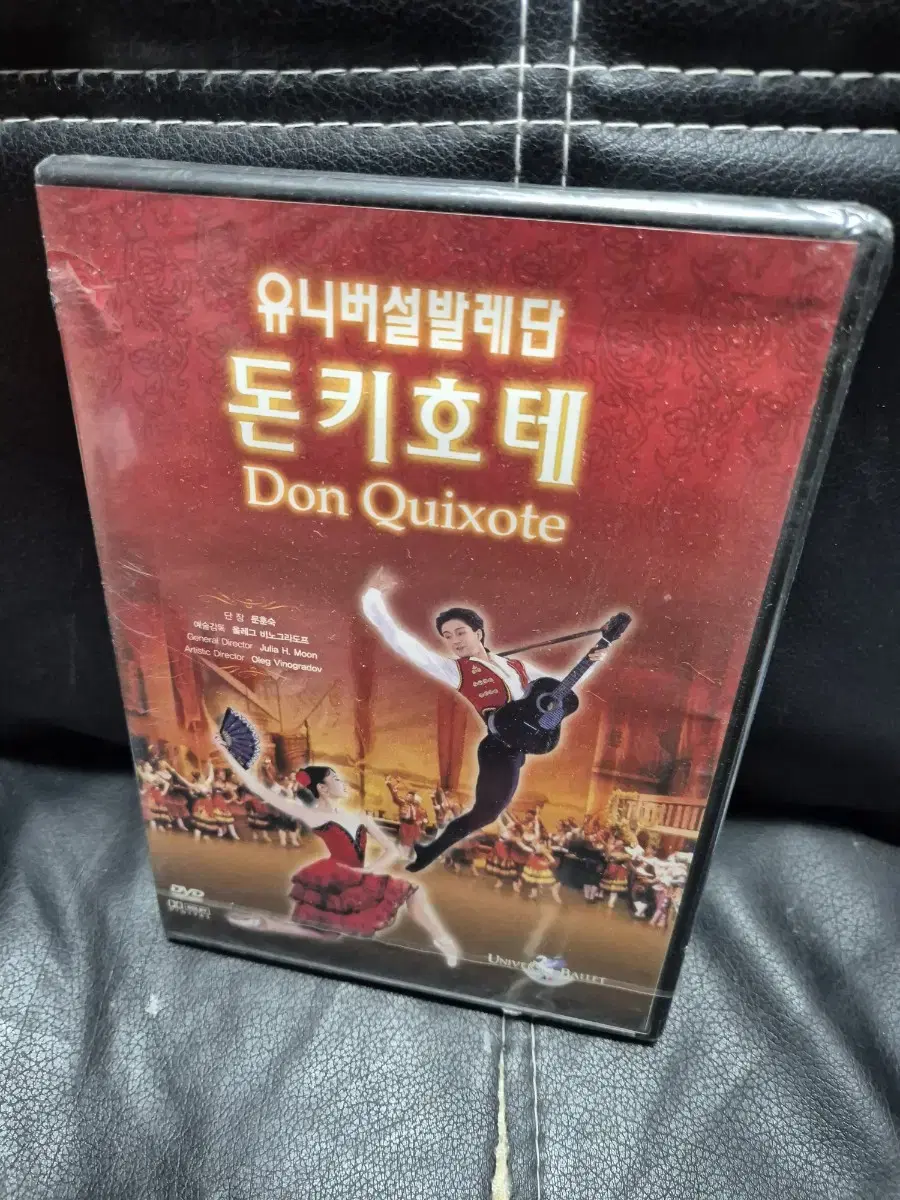 유니버설발레단
돈키호테
Don Quixote
단 장 문훈숙
예술감독 올레그 비노그라도프
General Director Julia H. Moon
Artistic Director Oleg Vinogradov
DVD
BALLET